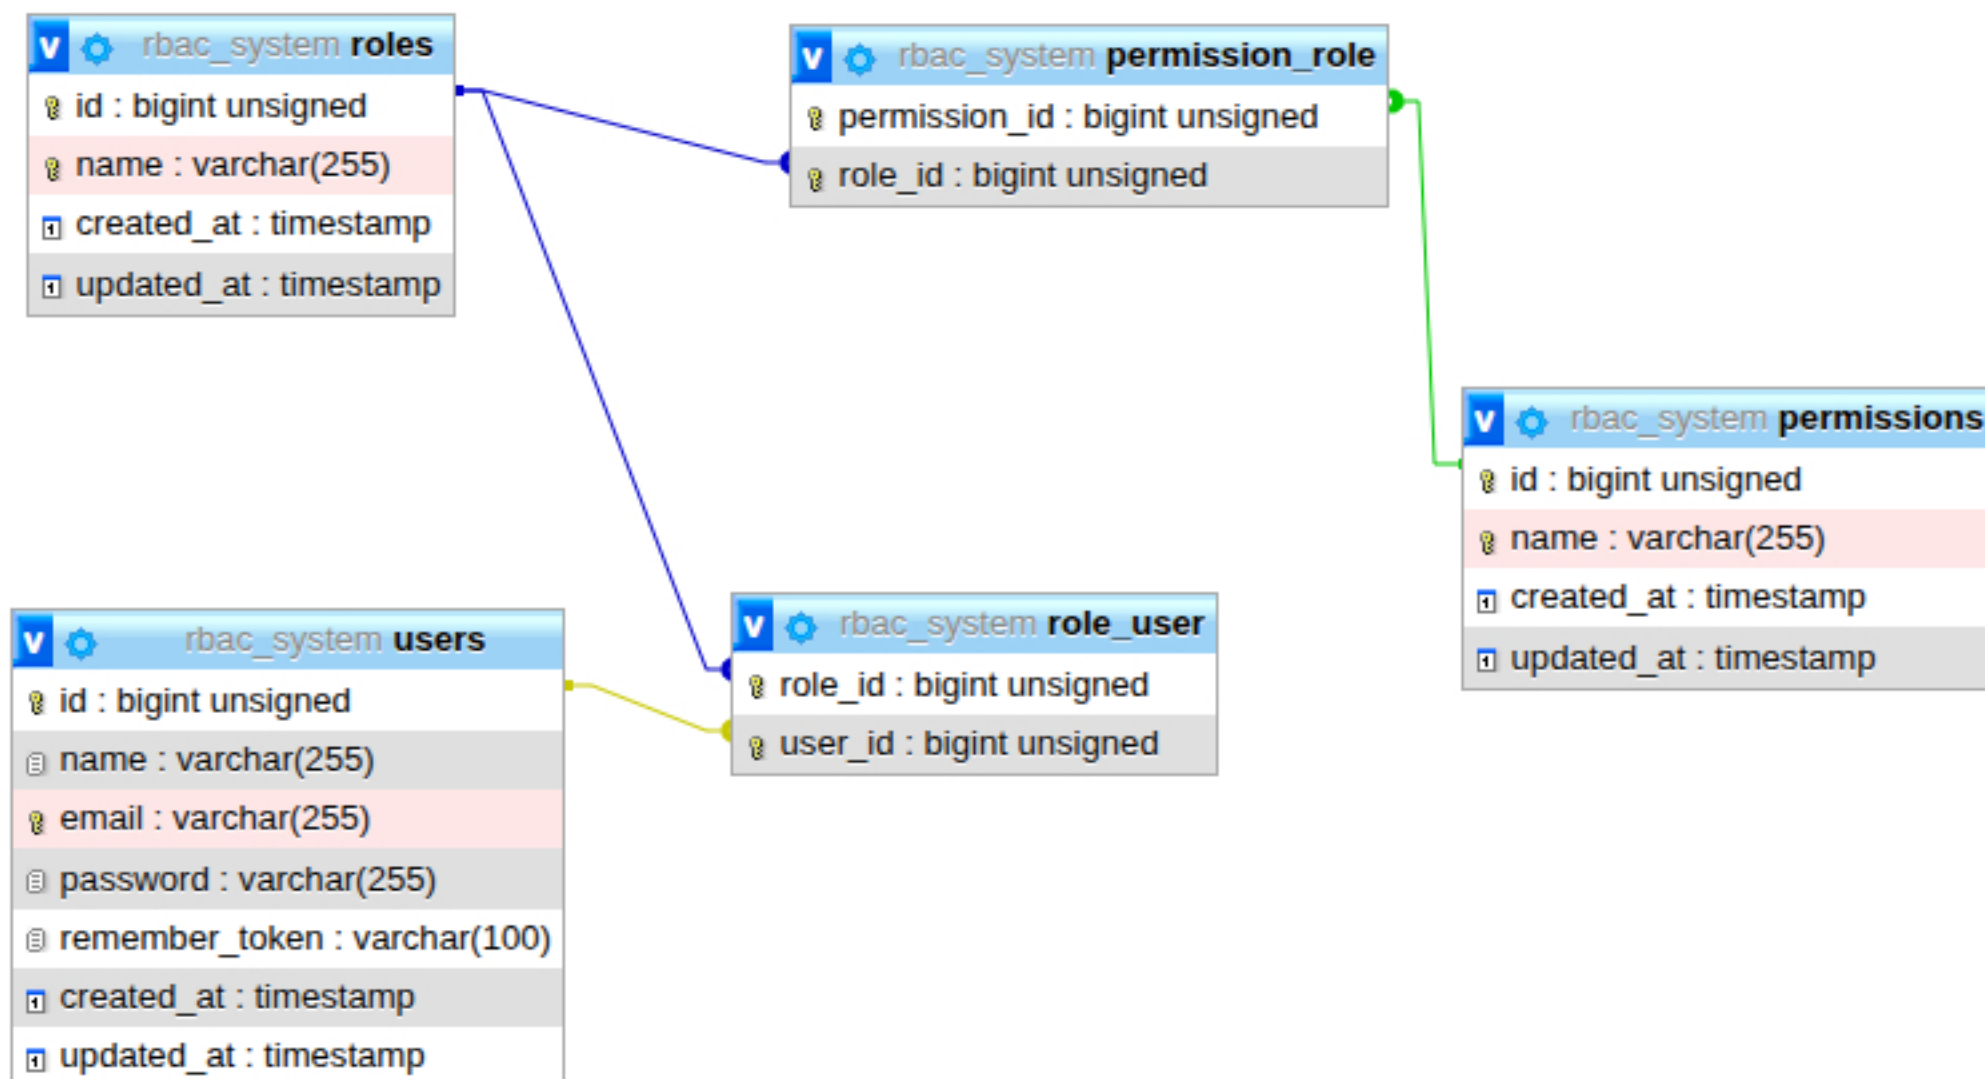 v rbac_system roles
id : bigint unsigned
name : varchar(255)
created_at : timestamp
updated_at : timestamp
v rbac_system permission_role
permission_id : bigint unsigned
role_id : bigint unsigned
v rbac_system permissions
id : bigint unsigned
name : varchar(255)
created_at : timestamp
updated_at : timestamp
v rbac_system users
id : bigint unsigned
name : varchar(255)
email : varchar(255)
password : varchar(255)
remember_token : varchar(100)
created_at : timestamp
updated_at : timestamp
v rbac_system role_user
role_id : bigint unsigned
user_id : bigint unsigned